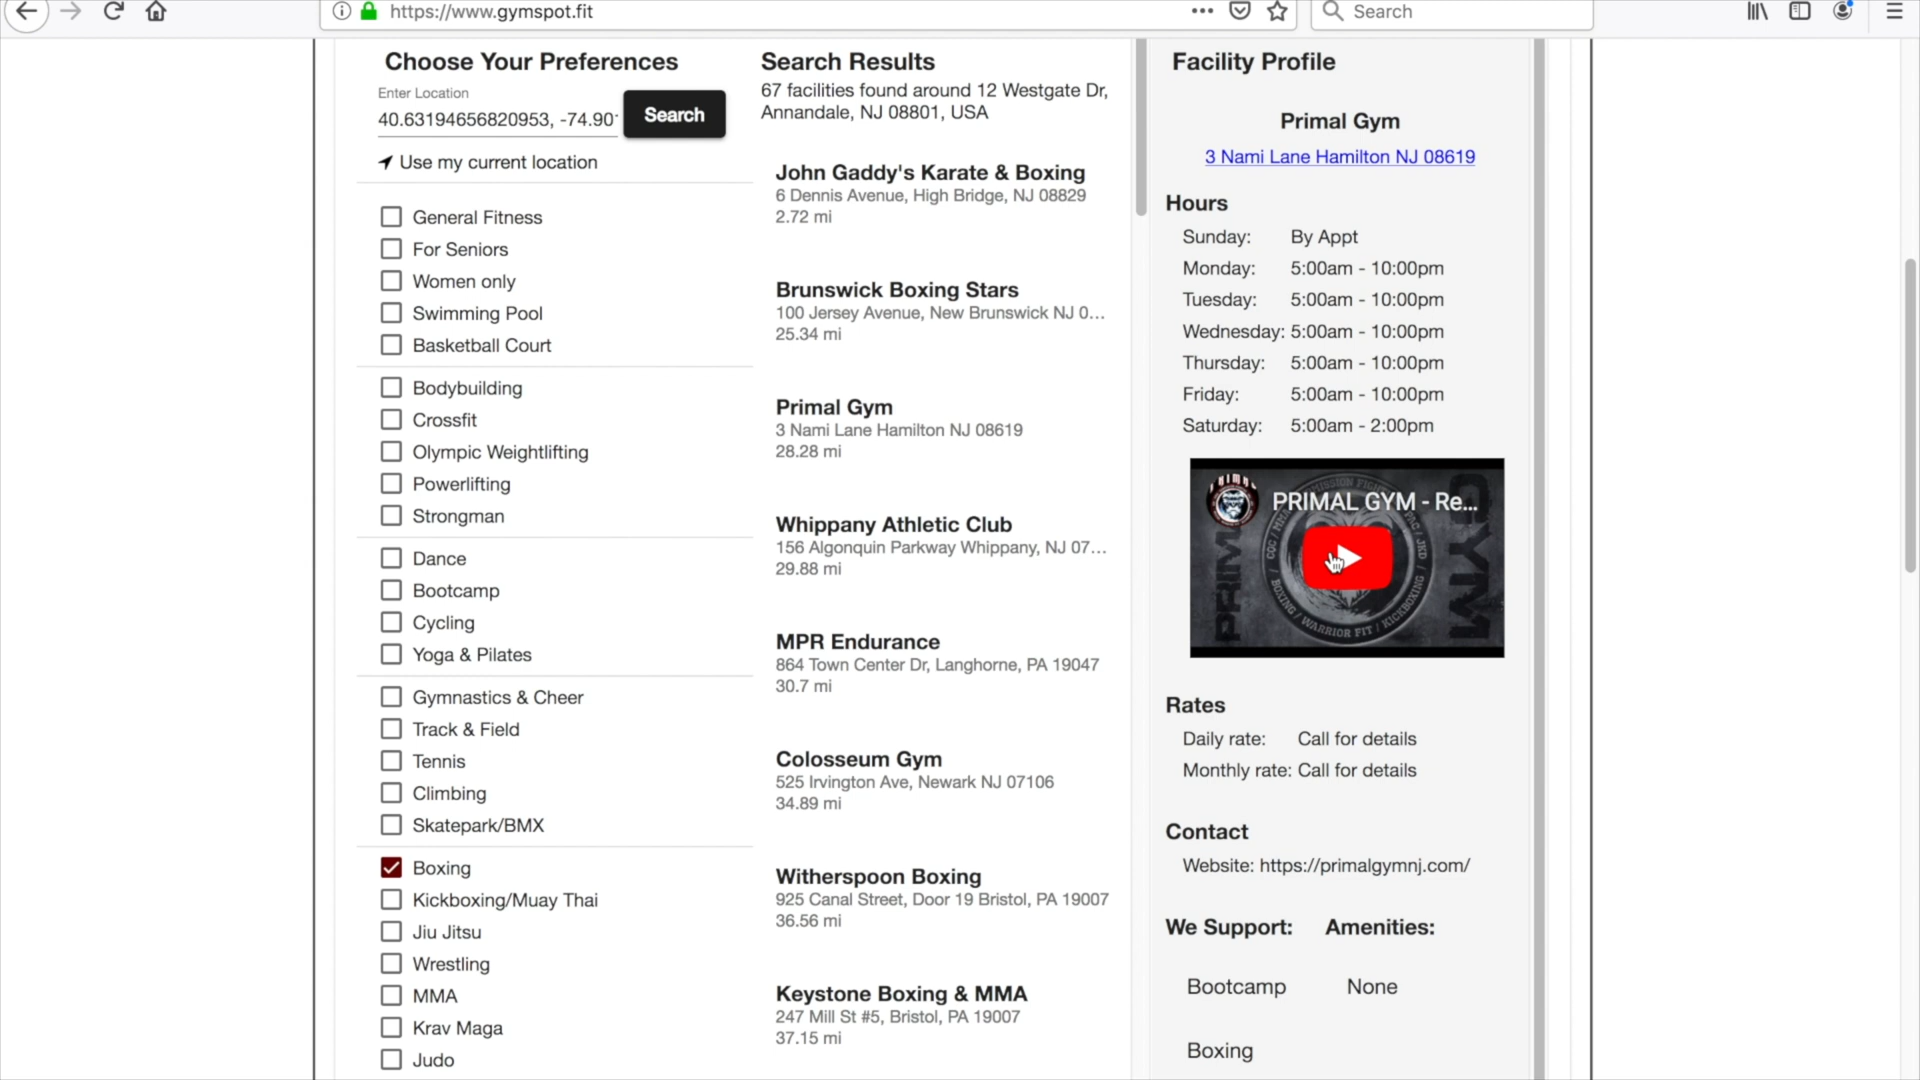 https://www.gymspot.fit
Search
Choose Your Preferences
Enter Location
40.63194656820953, -74.90
Search
Use my current location
General Fitness
For Seniors
Women only
Swimming Pool
Basketball Court
Bodybuilding
Crossfit
Olympic Weightlifting
Powerlifting
Strongman
Dance
Bootcamp
Cycling
Yoga & Pilates
Gymnastics & Cheer
Track & Field
Tennis
Climbing
Skatepark/BMX
Boxing
Kickboxing/Muay Thai
Jiu Jitsu
Wrestling
MMA
Krav Maga
Judo
Search Results
67 facilities found around 12 Westgate Dr,
Annandale, NJ 08801, USA
John Gaddy's Karate & Boxing
6 Dennis Avenue, High Bridge, NJ 08829
2.72 mi
Brunswick Boxing Stars
100 Jersey Avenue, New Brunswick NJ 0...
25.34 mi
Primal Gym
3 Nami Lane Hamilton NJ 08619
28.28 mi
Whippany Athletic Club
156 Algonquin Parkway Whippany, NJ 07...
29.88 mi
MPR Endurance
864 Town Center Dr, Langhorne, PA 19047
30.7 mi
Colosseum Gym
525 Irvington Ave, Newark NJ 07106
34.89 mi
Witherspoon Boxing
925 Canal Street, Door 19 Bristol, PA 19007
36.56 mi
Keystone Boxing & MMA
247 Mill St #5, Bristol, PA 19007
37.15 mi
Facility Profile
Primal Gym
3 Nami Lane Hamilton NJ 08619
Hours
Sunday: By Appt
Monday: 5:00am - 10:00pm
Tuesday: 5:00am - 10:00pm
Wednesday: 5:00am - 10:00pm
Thursday: 5:00am - 10:00pm
Friday: 5:00am - 10:00pm
Saturday: 5:00am - 2:00pm
PRIMAL GYM - Re...
GYM
BOXING / WARRIOR FIT / KICKBOXING
Rates
Daily rate: Call for details
Monthly rate: Call for details
Contact
Website: https://primalgymnj.com/
We Support: Amenities:
Bootcamp None
Boxing